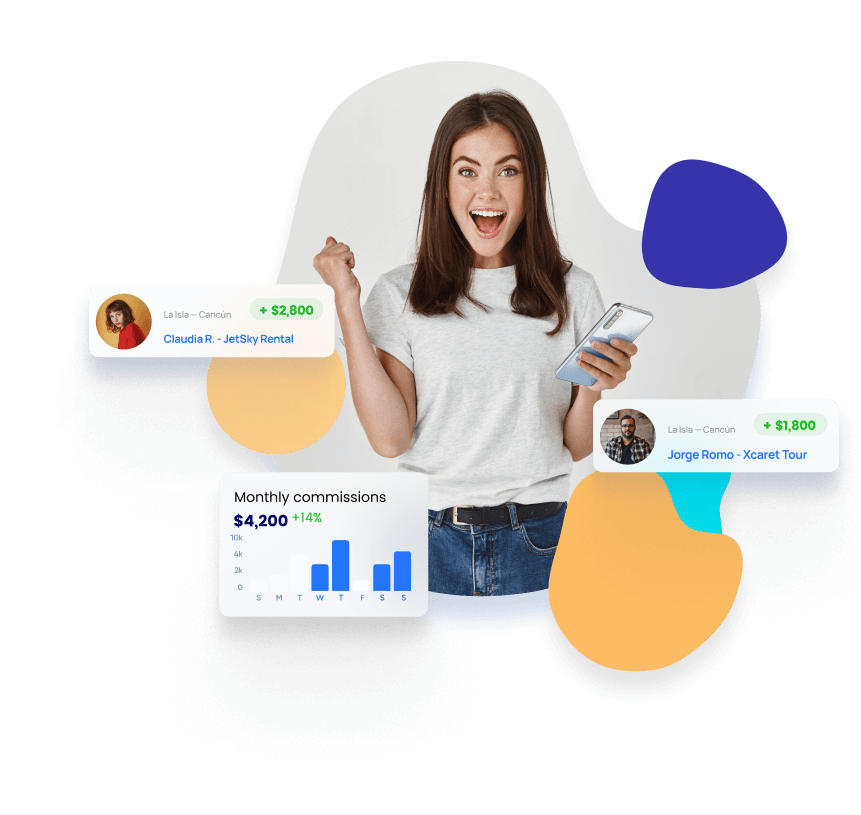 La Isla — Cancún
+ $2,800
Claudia R. - JetSky Rental
La Isla — Cancún
+ $1,800
Jorge Romo - Xcaret Tour
Monthly commissions
$4,200 +14%
10k
4k
2k
0
S M T W T F S S